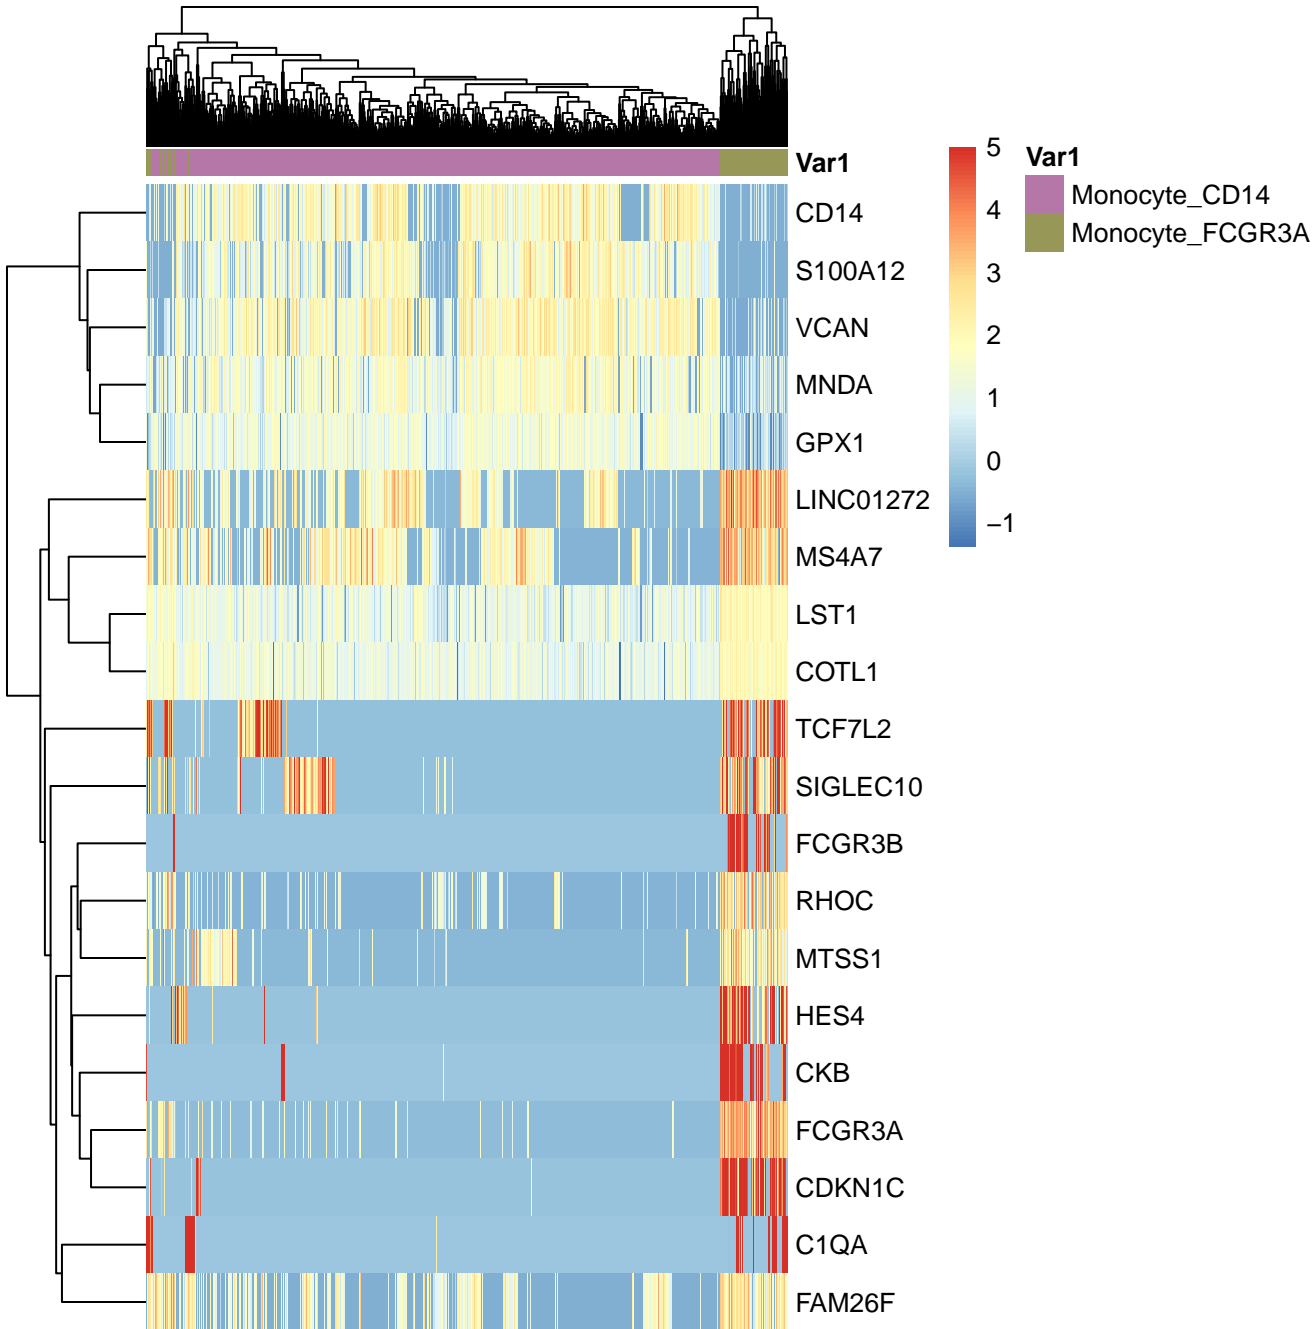 Var1
CD14
S100A12
VCAN
MNDA
GPX1
LINC01272
MS4A7
LST1
COTL1
TCF7L2
SIGLEC10
FCGR3B
RHOC
MTSS1
HES4
CKB
FCGR3A
CDKN1C
C1QA
FAM26F
5
4
3
2
1
0
−1
Var1
Monocyte_CD14
Monocyte_FCGR3A